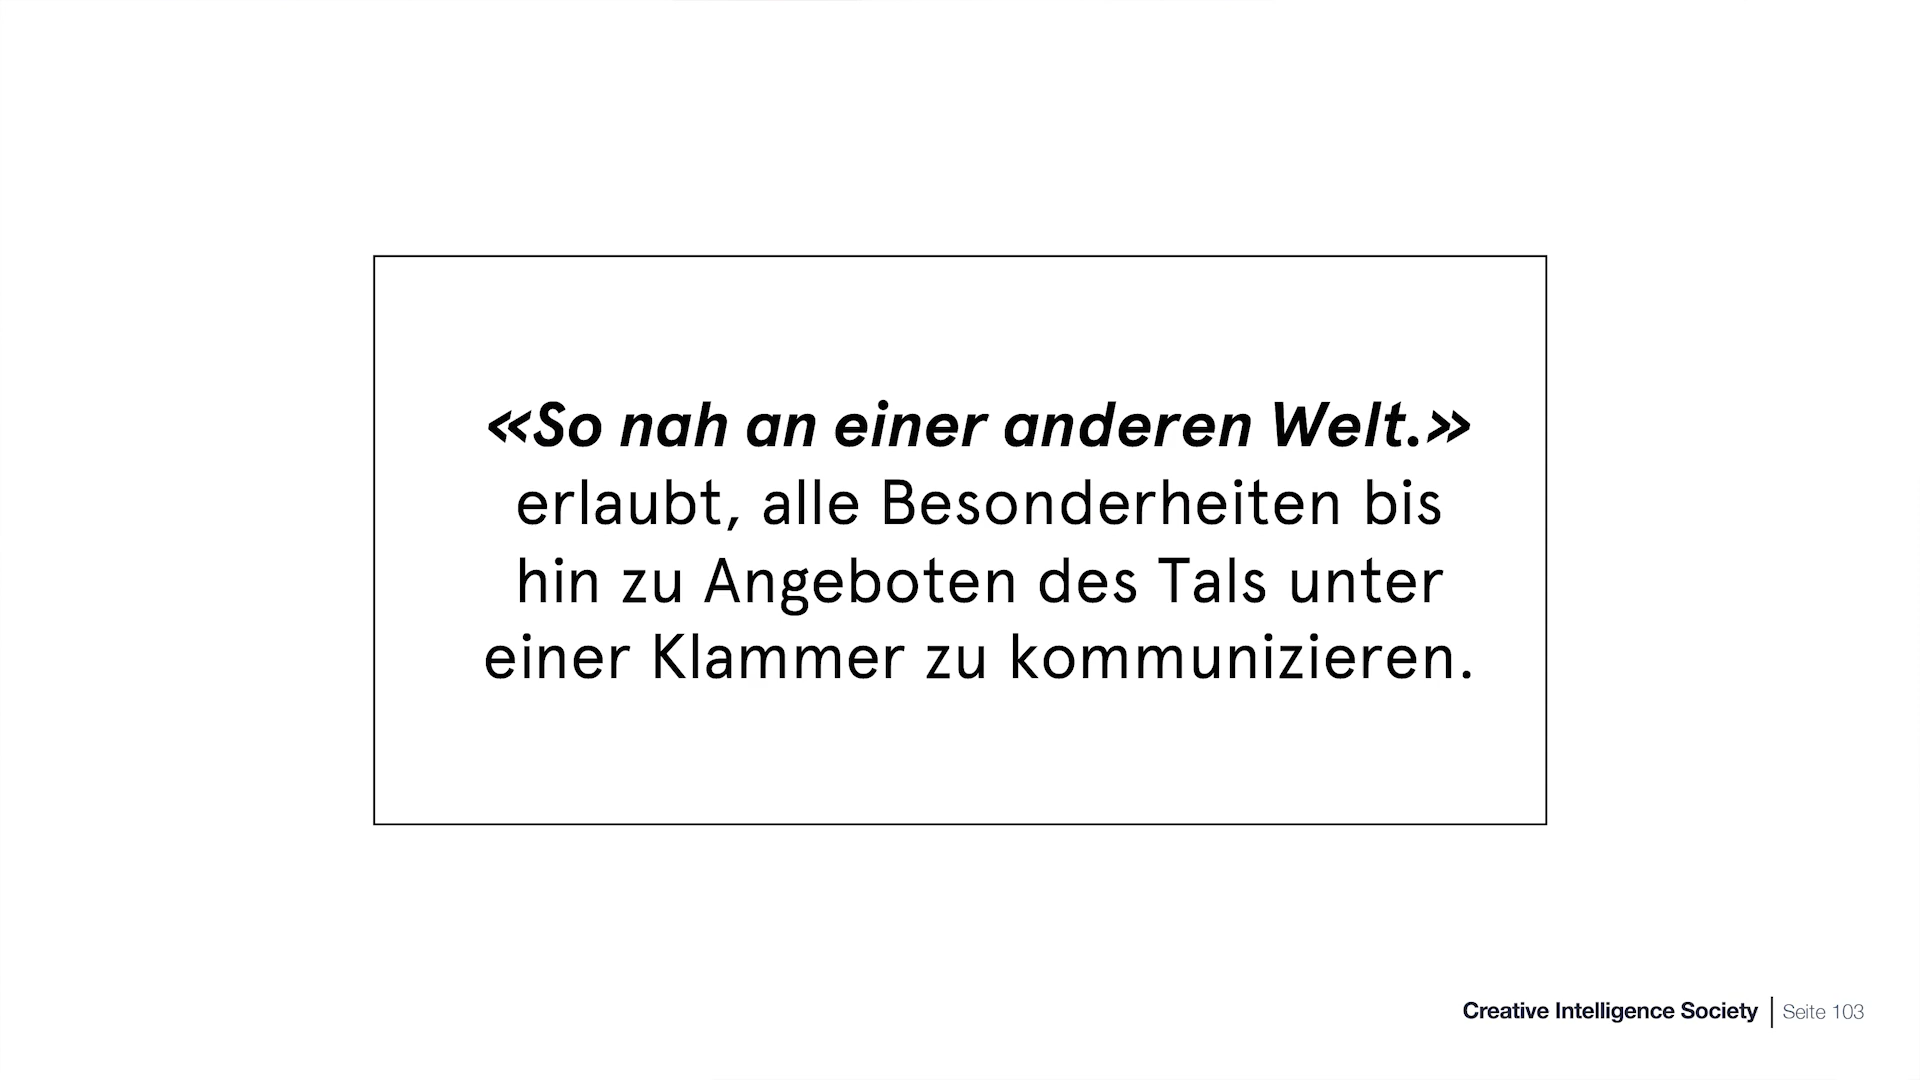 «So nah an einer anderen Welt.»
erlaubt, alle Besonderheiten bis
hin zu Angeboten des Tals unter
einer Klammer zu kommunizieren.
Creative Intelligence Society | Seite 103